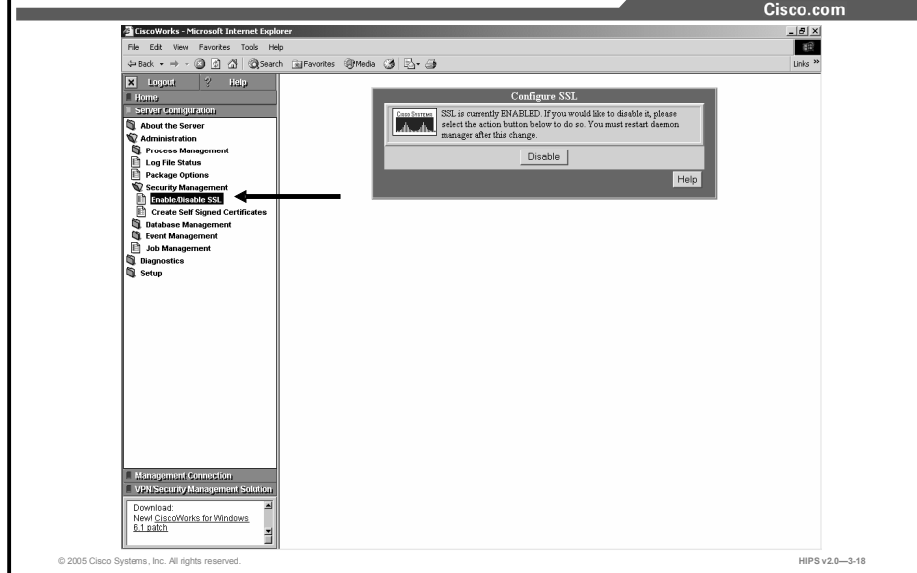 Cisco.com
CiscoWorks - Microsoft Internet Explorer
File Edit View Favorites Tools Help
Back Search Favorites Media Links »
Logout ? Help
Home
Server Configuration
About the Server
Administration
Process Management
Log File Status
Package Options
Security Management
Enable/Disable SSL
Create Self Signed Certificates
Database Management
Event Management
Job Management
Diagnostics
Setup
Management Connection
VPN/Security Management Solution
Download:
New! CiscoWorks for Windows
6.1 patch
Configure SSL
CISCO SYSTEMS
SSL is currently ENABLED. If you would like to disable it, please
select the action button below to do so. You must restart daemon
manager after this change.
Disable
Help
© 2005 Cisco Systems, Inc. All rights reserved.
HIPS v2.0—3-18